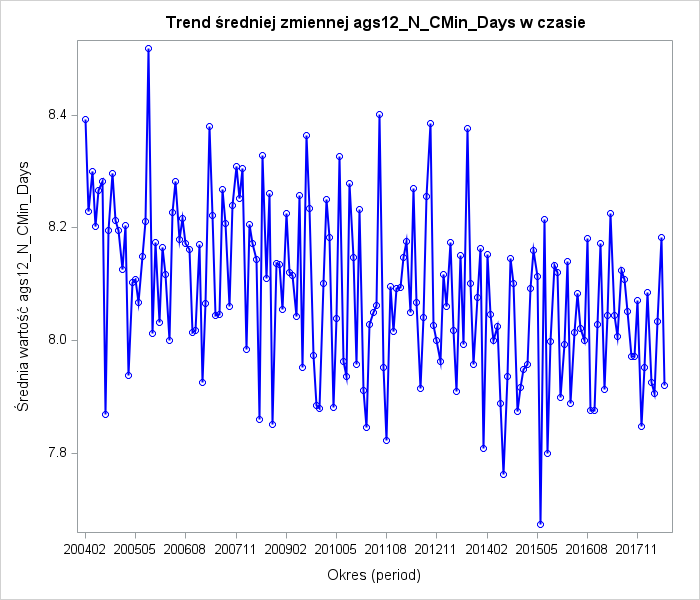 Trend średniej zmiennej ags12_N_CMin_Days w czasie
Średnia wartość ags12_N_CMin_Days
8.4
8.2
8.0
7.8
200402 200505 200608 200711 200902 201005 201108 201211 201402 201505 201608 201711
Okres (period)